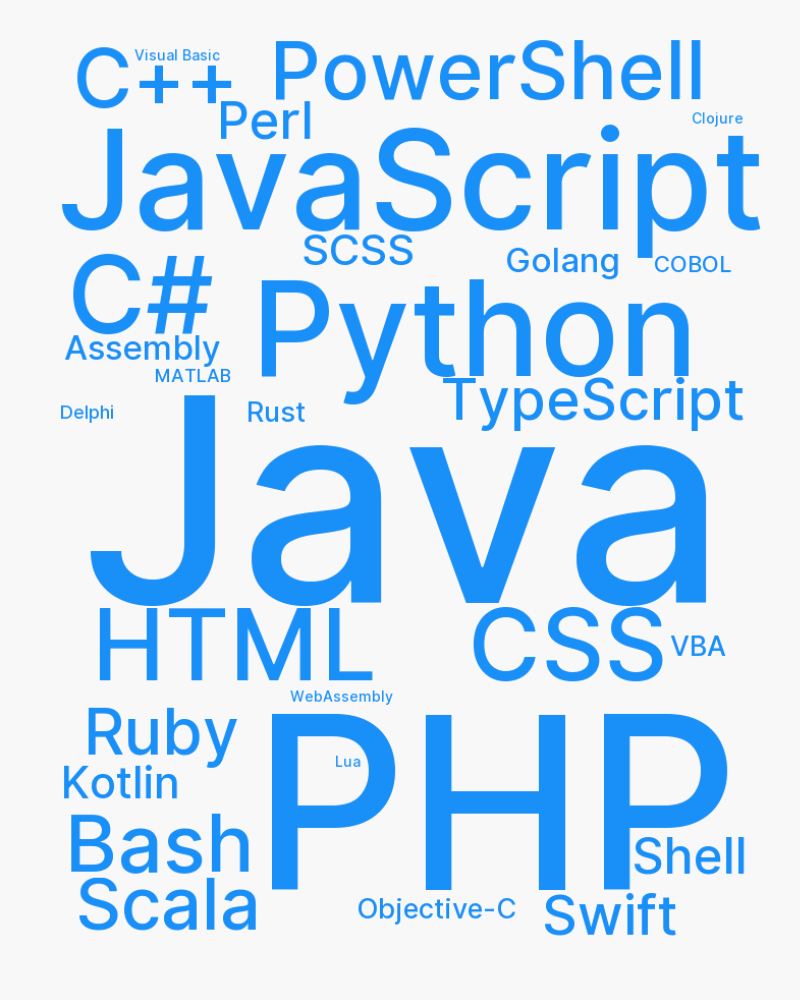 Visual Basic
C++
PowerShell
Perl
Clojure
JavaScript
SCSS
Golang
COBOL
C#
Python
Assembly
MATLAB
TypeScript
Delphi
Rust
Java
HTML
CSS
VBA
WebAssembly
Ruby
PHP
Lua
Kotlin
Bash
Shell
Scala
Objective-C
Swift